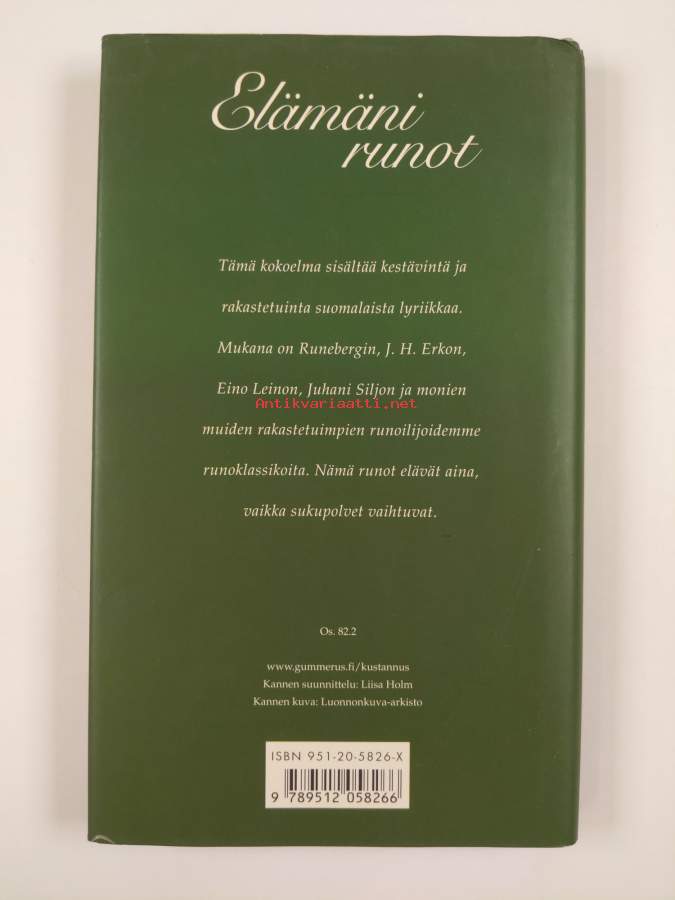 Elämäni
runot
Tämä kokoelma sisältää kestävintä ja
rakastetuinta suomalaista lyriikkaa.
Mukana on Runebergin, J. H. Erkon,
Eino Leinon, Juhani Siljon ja monien
Antikvariaatti.net
muiden rakastetuimpien runoilijoidemme
runoklassikoita. Nämä runot elävät aina,
vaikka sukupolvet vaihtuvat.
Os. 82.2
www.gummerus.fi/kustannus
Kannen suunnittelu: Liisa Holm
Kannen kuva: Luonnonkuva-arkisto
ISBN 951-20-5826-X
9 789512 058266